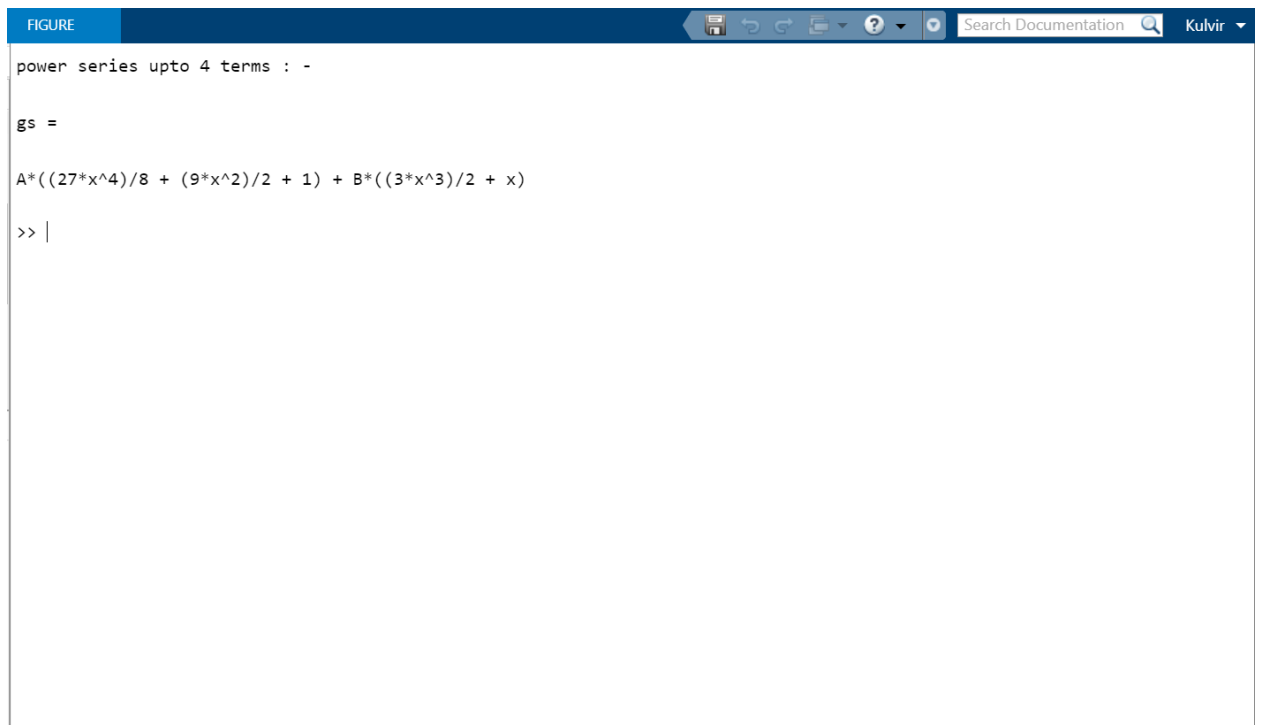 FIGURE
Search Documentation
Kulvir
power series upto 4 terms : -
gs =
A*((27*x^4)/8 + (9*x^2)/2 + 1) + B*((3*x^3)/2 + x)
>>